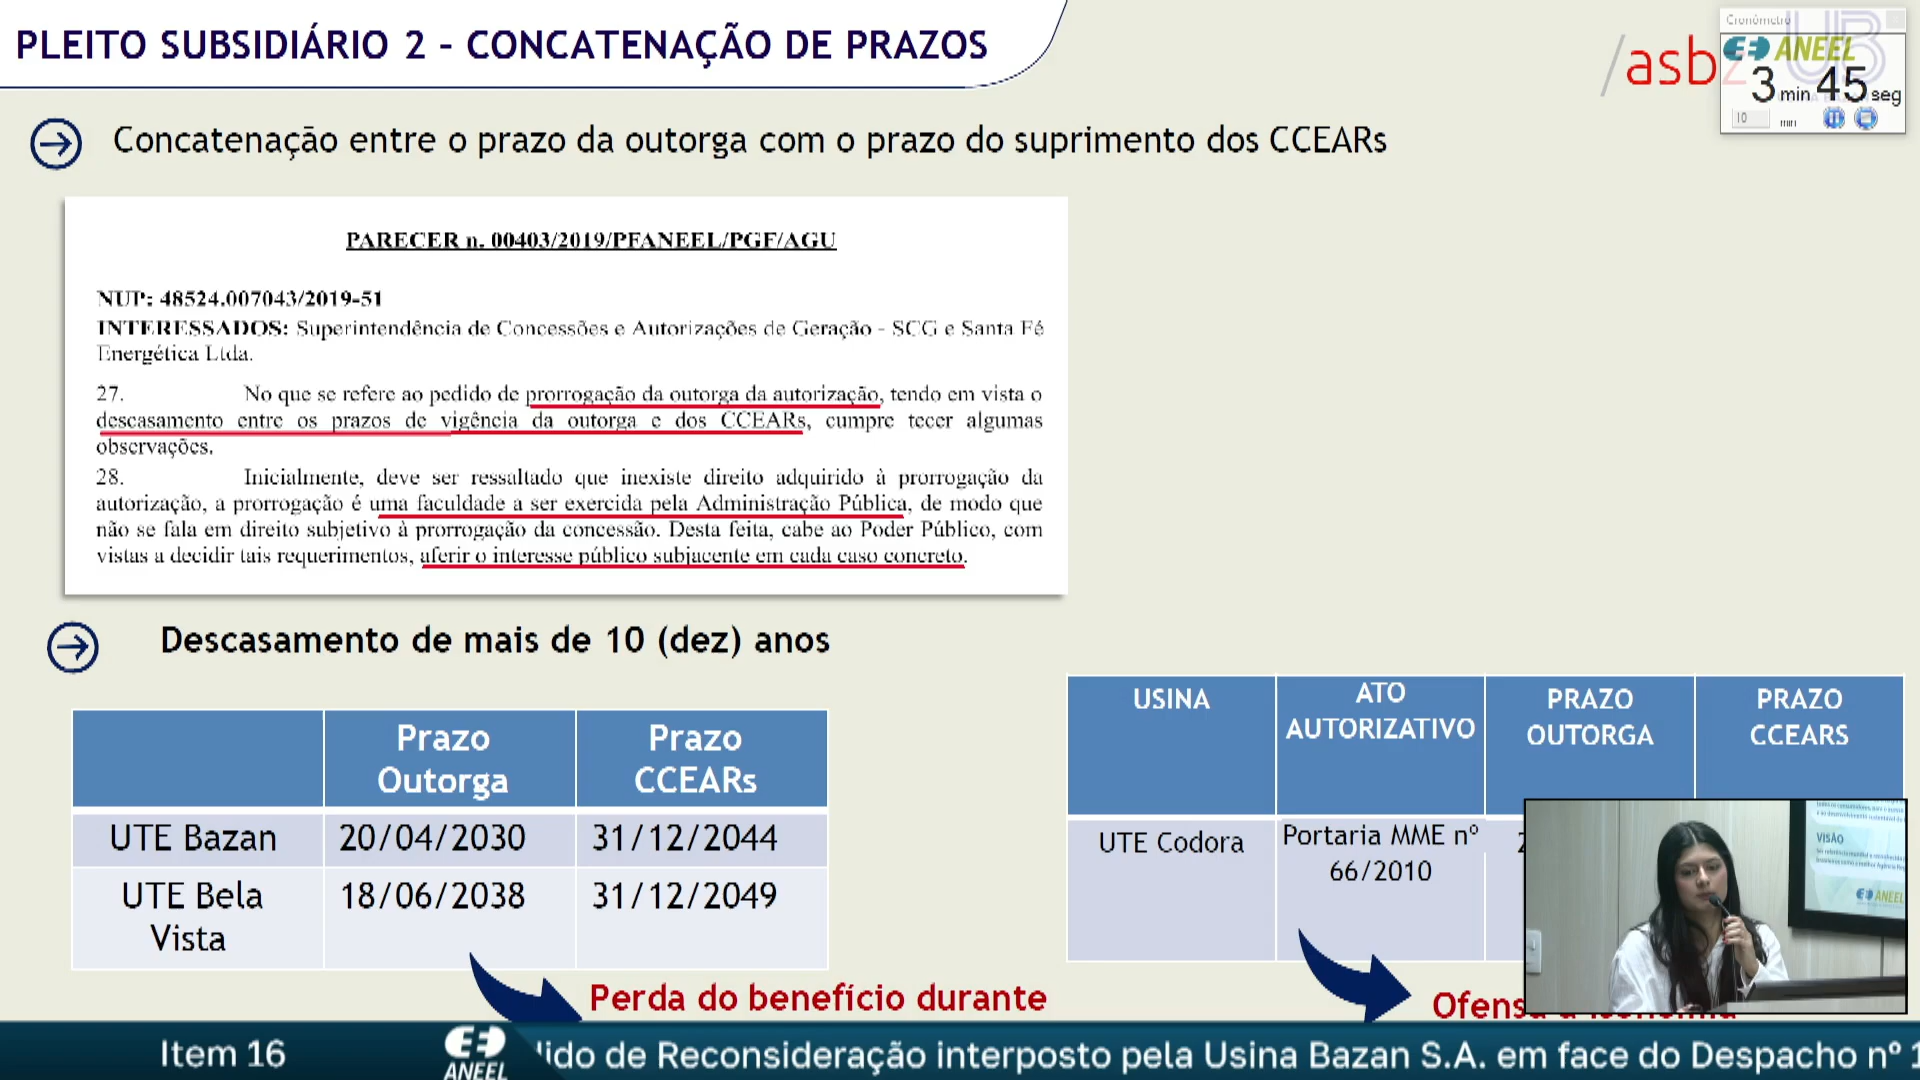 PLEITO SUBSIDIÁRIO 2 – CONCATENAÇÃO DE PRAZOS
/asbz
Cronômetro
ANEEL
3 min 45 seg
10 min
Concatenação entre o prazo da outorga com o prazo do suprimento dos CCEARs
PARECER n. 00403/2019/PFANEEL/PGF/AGU
NUP: 48524.007043/2019-51
INTERESSADOS: Superintendência de Concessões e Autorizações de Geração - SCG e Santa Fé
Energética Ltda.
27. No que se refere ao pedido de prorrogação da outorga da autorização, tendo em vista o
descasamento entre os prazos de vigência da outorga e dos CCEARs, cumpre tecer algumas
observações.
28. Inicialmente, deve ser ressaltado que inexiste direito adquirido à prorrogação da
autorização, a prorrogação é uma faculdade a ser exercida pela Administração Pública, de modo que
não se fala em direito subjetivo à prorrogação da concessão. Desta feita, cabe ao Poder Público, com
vistas a decidir tais requerimentos, aferir o interesse público subjacente em cada caso concreto.
Descasamento de mais de 10 (dez) anos
Prazo Outorga
Prazo CCEARs
UTE Bazan 20/04/2030 31/12/2044
UTE Bela Vista 18/06/2038 31/12/2049
USINA
ATO AUTORIZATIVO
PRAZO OUTORGA
PRAZO CCEARS
UTE Codora
Portaria MME nº 66/2010
VISÃO
ANEEL
Perda do benefício durante
Item 16
ANEEL
de Reconsideração interposto pela Usina Bazan S.A. em face do Despacho nº